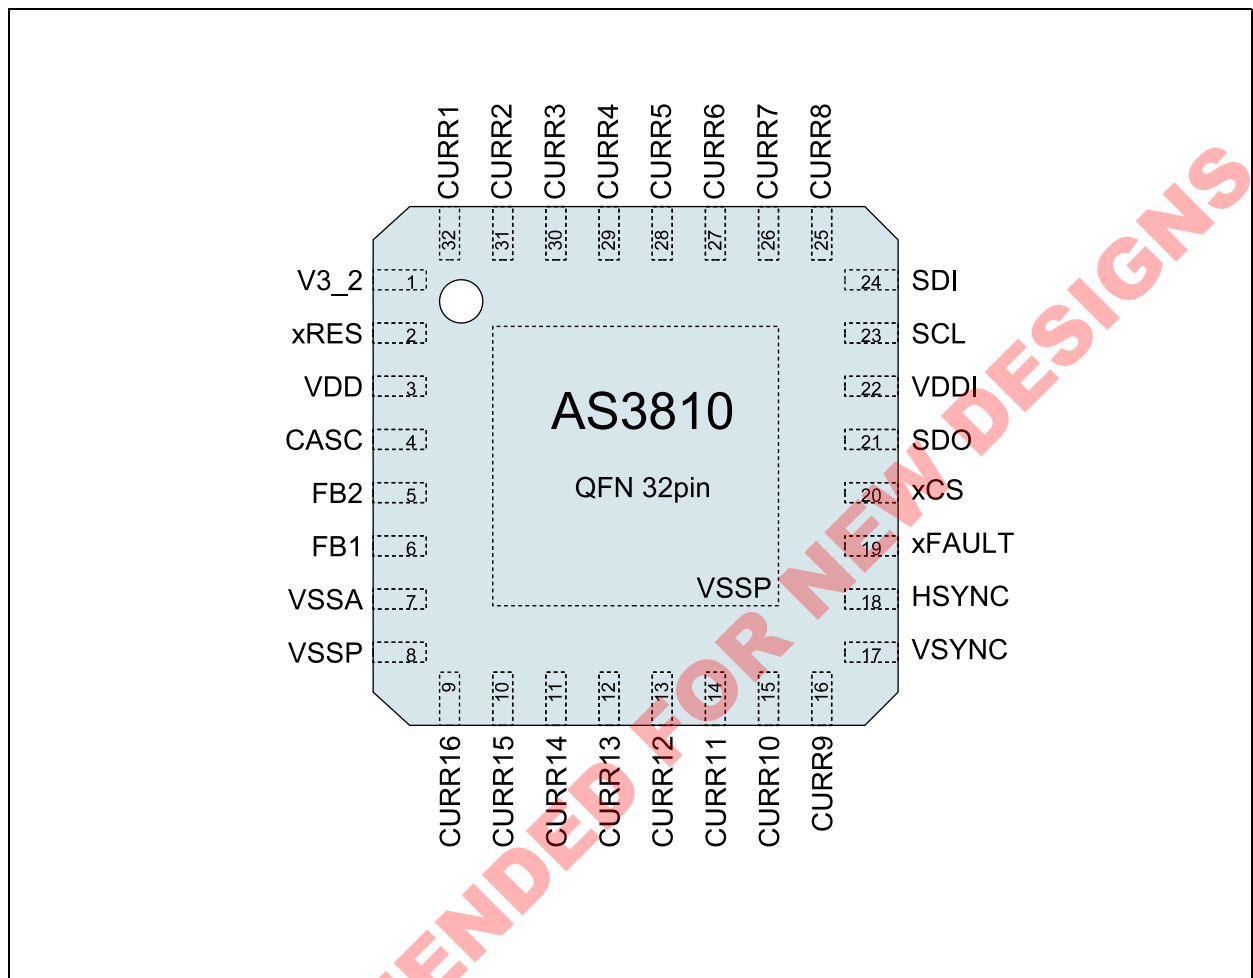 CURR1
CURR2
CURR3
CURR4
CURR5
CURR6
CURR7
CURR8
32
31
30
29
28
27
26
25
V3_2 1
xRES 2
VDD 3
CASC 4
FB2 5
FB1 6
VSSA 7
VSSP 8
AS3810
QFN 32pin
VSSP
24 SDI
23 SCL
22 VDDI
21 SDO
20 xCS
19 xFAULT
18 HSYNC
17 VSYNC
9
10
11
12
13
14
15
16
CURR16
CURR15
CURR14
CURR13
CURR12
CURR11
CURR10
CURR9
FOR NEW DESIGNS